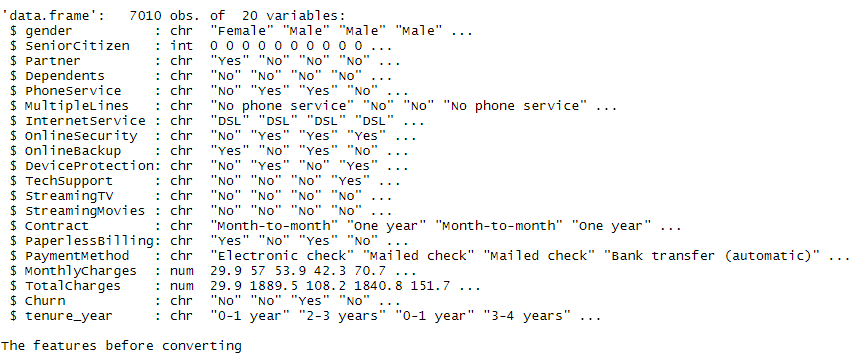 'data.frame':   7010 obs. of  20 variables:
 $ gender          : chr  "Female" "Male" "Male" "Male" ...
 $ SeniorCitizen   : int  0 0 0 0 0 0 0 0 0 0 ...
 $ Partner         : chr  "Yes" "No" "No" "No" ...
 $ Dependents      : chr  "No" "No" "No" "No" ...
 $ PhoneService    : chr  "No" "Yes" "Yes" "No" ...
 $ MultipleLines   : chr  "No phone service" "No" "No" "No phone service" ...
 $ InternetService : chr  "DSL" "DSL" "DSL" "DSL" ...
 $ OnlineSecurity  : chr  "No" "Yes" "Yes" "Yes" ...
 $ OnlineBackup    : chr  "Yes" "No" "Yes" "No" ...
 $ DeviceProtection: chr  "No" "Yes" "No" "Yes" ...
 $ TechSupport     : chr  "No" "No" "No" "Yes" ...
 $ StreamingTV     : chr  "No" "No" "No" "No" ...
 $ StreamingMovies : chr  "No" "No" "No" "No" ...
 $ Contract        : chr  "Month-to-month" "One year" "Month-to-month" "One year" ...
 $ PaperlessBilling: chr  "Yes" "No" "Yes" "No" ...
 $ PaymentMethod   : chr  "Electronic check" "Mailed check" "Mailed check" "Bank transfer (automatic)" ...
 $ MonthlyCharges  : num  29.9 57 53.9 42.3 70.7 ...
 $ TotalCharges    : num  29.9 1889.5 108.2 1840.8 151.7 ...
 $ Churn           : chr  "No" "No" "Yes" "No" ...
 $ tenure_year     : chr  "0-1 year" "2-3 years" "0-1 year" "3-4 years" ...
The features before converting